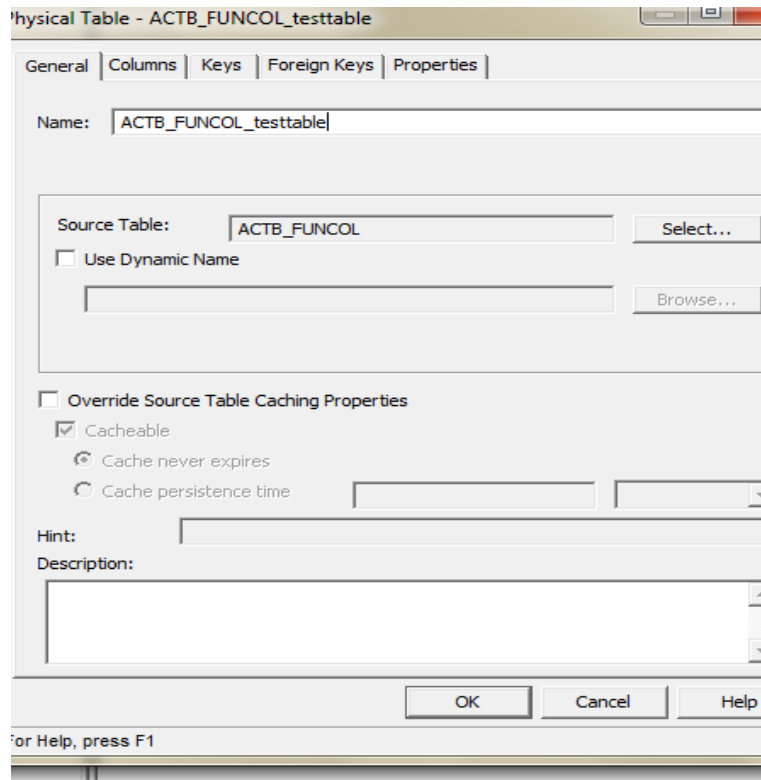 Physical Table - ACTB_FUNCOL_testtable
General Columns Keys Foreign Keys Properties
Name: ACTB_FUNCOL_testtable
Source Table: ACTB_FUNCOL Select...
Use Dynamic Name
Browse...
Override Source Table Caching Properties
Cacheable
Cache never expires
Cache persistence time
Hint:
Description:
OK Cancel Help
For Help, press F1